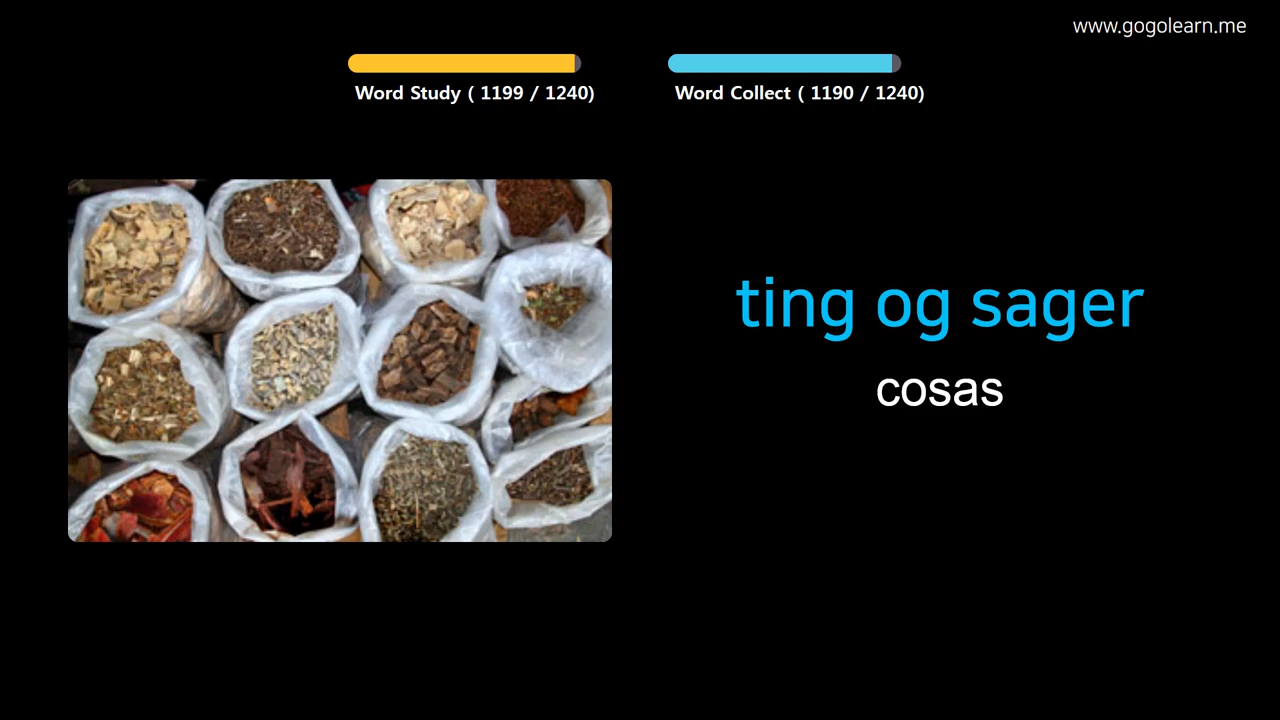 www.gogolearn.me
Word Study ( 1199 / 1240)
Word Collect ( 1190 / 1240)
ting og sager
cosas